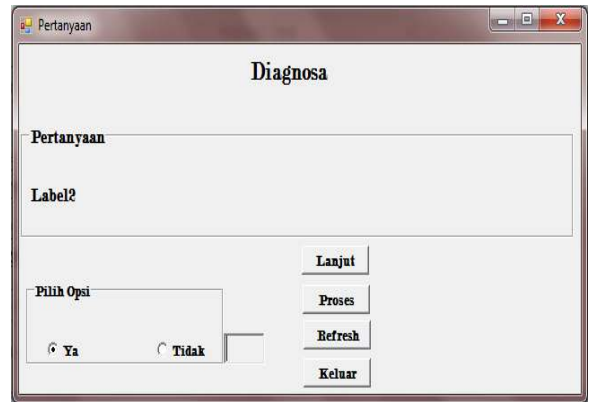 Pertanyaan
Diagnosa
Pertanyaan
Label2
Lanjut
Pilih Opsi
Proses
Refresh
Ya Tidak
Keluar